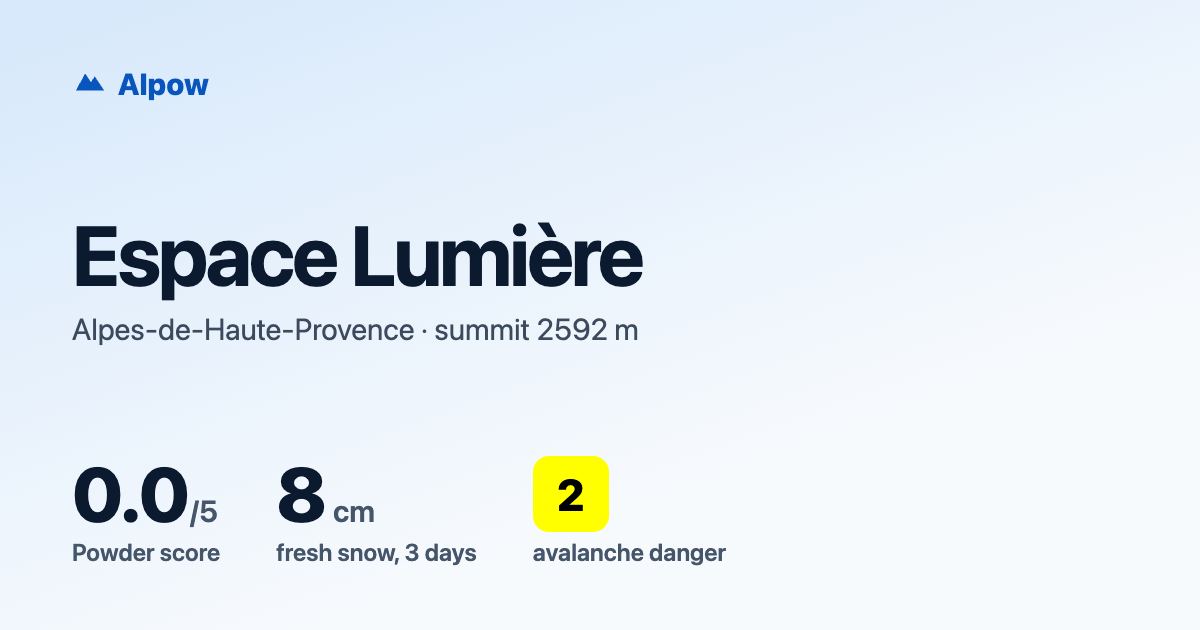 Alpow
Espace Lumière
Alpes-de-Haute-Provence · summit 2592 m
0.0/5 8 cm 2
Powder score fresh snow, 3 days avalanche danger